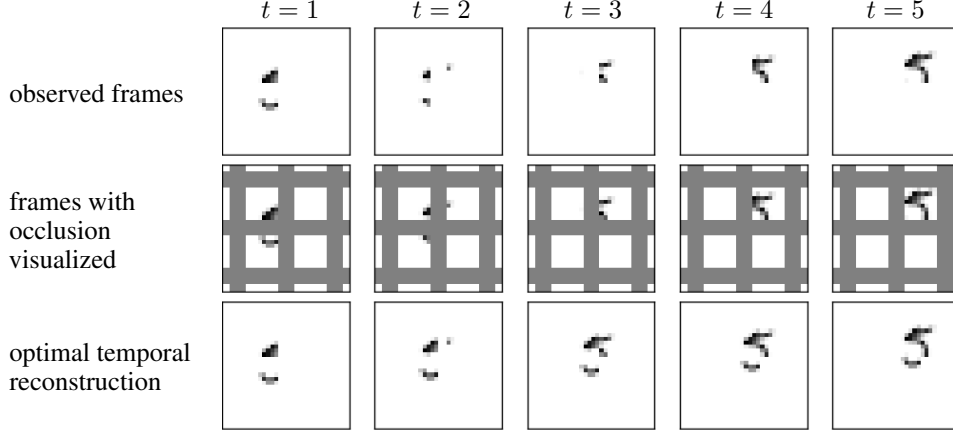 t = 1 t = 2 t = 3 t = 4 t = 5
observed frames
frames with
occlusion
visualized
optimal temporal
reconstruction